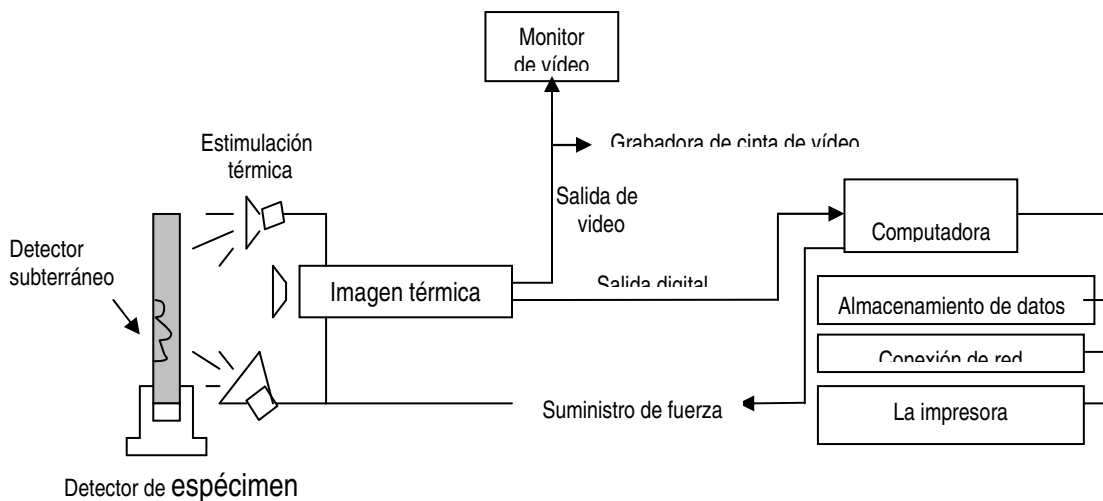 Monitor
de vídeo
Grabadora de cinta de vídeo
Estimulación
térmica
Salida de
video
Computadora
Detector
subterráneo
Imagen térmica
Salida digital
Almacenamiento de datos
Conexión de red
Suministro de fuerza
La impresora
Detector de espécimen